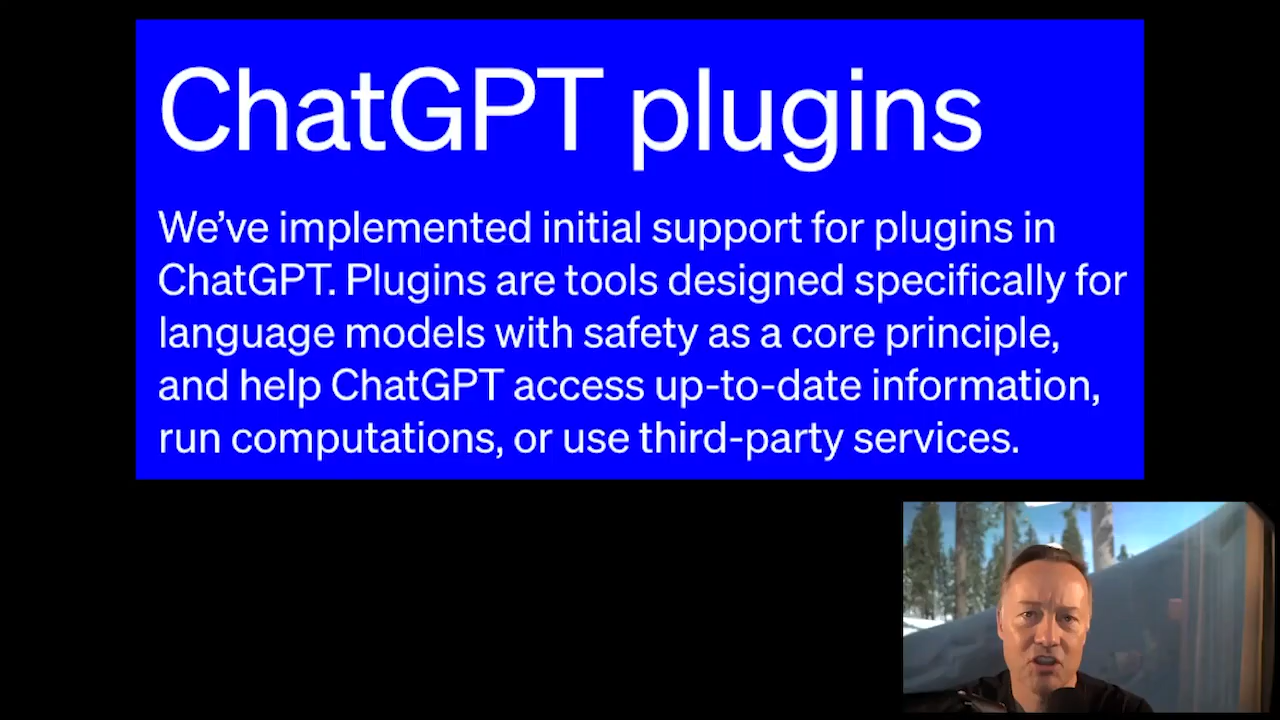 ChatGPT plugins
We’ve implemented initial support for plugins in
ChatGPT. Plugins are tools designed specifically for
language models with safety as a core principle,
and help ChatGPT access up-to-date information,
run computations, or use third-party services.